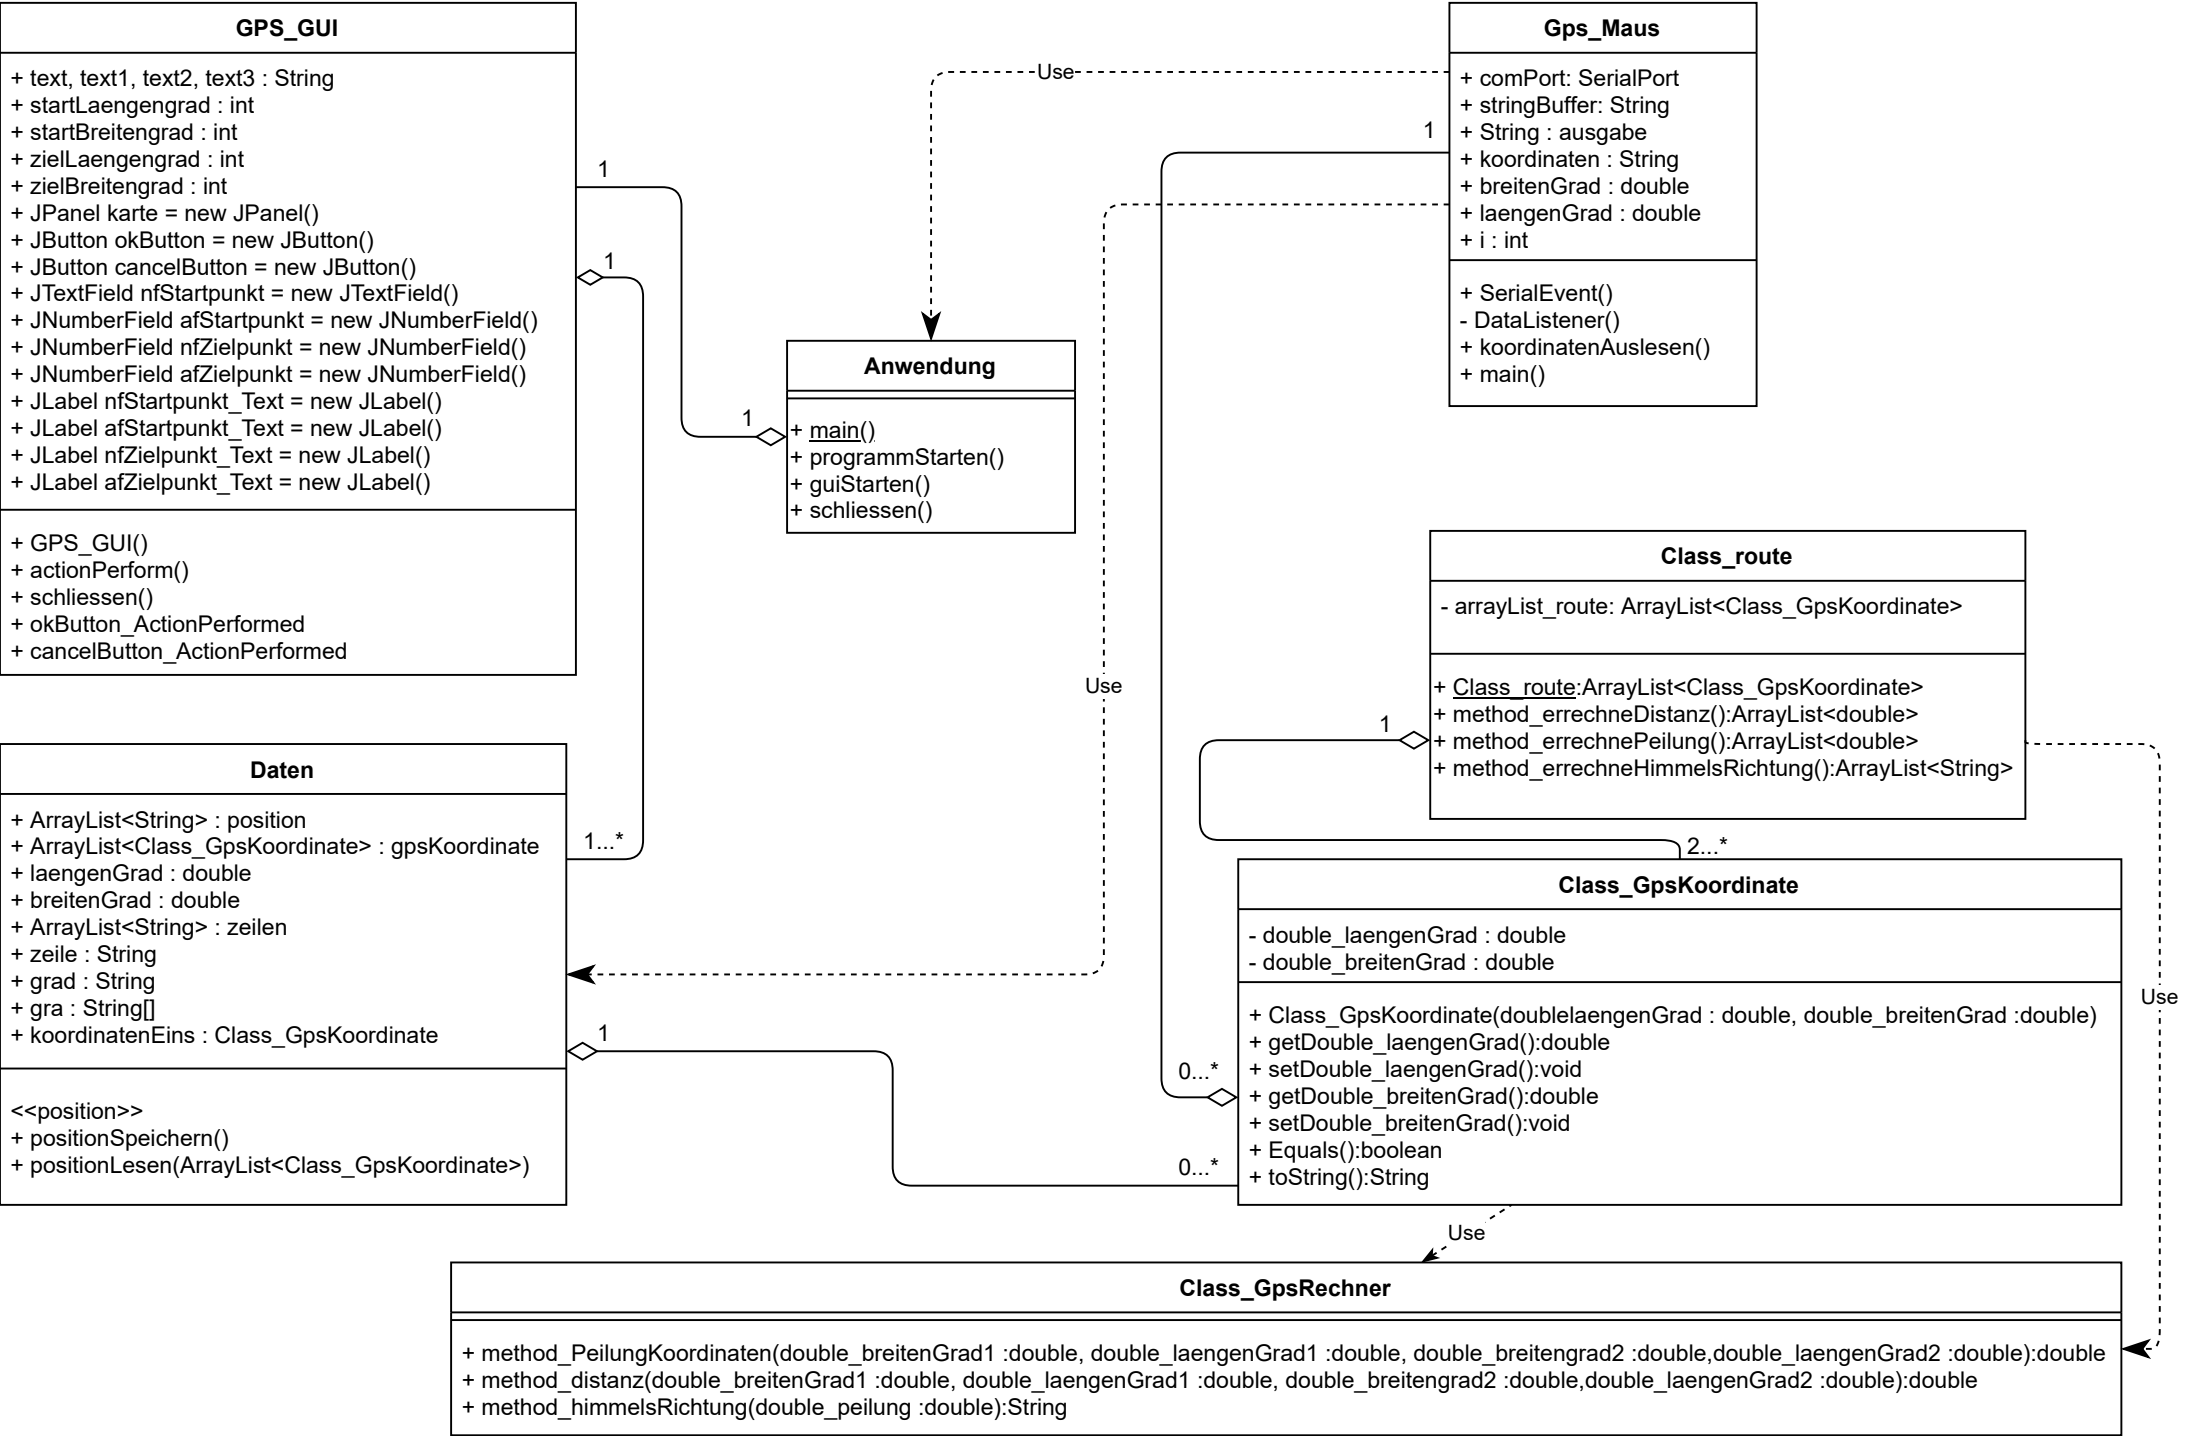 GPS_GUI
+ text, text1, text2, text3 : String
+ startLaengengrad : int
+ startBreitengrad : int
+ zielLaengengrad : int
+ zielBreitengrad : int
+ JPanel karte = new JPanel()
+ JButton okButton = new JButton()
+ JButton cancelButton = new JButton()
+ JTextField nfStartpunkt = new JTextField()
+ JNumberField afStartpunkt = new JNumberField()
+ JNumberField nfZielpunkt = new JNumberField()
+ JNumberField afZielpunkt = new JNumberField()
+ JLabel nfStartpunkt_Text = new JLabel()
+ JLabel afStartpunkt_Text = new JLabel()
+ JLabel nfZielpunkt_Text = new JLabel()
+ JLabel afZielpunkt_Text = new JLabel()
+ GPS_GUI()
+ actionPerform()
+ schliessen()
+ okButton_ActionPerformed
+ cancelButton_ActionPerformed
1
1
1
Use
Anwendung
+ main()
+ programmStarten()
+ guiStarten()
+ schliessen()
Gps_Maus
+ comPort: SerialPort
+ stringBuffer: String
+ String : ausgabe
+ koordinaten : String
+ breitenGrad : double
+ laengenGrad : double
+ i : int
+ SerialEvent()
- DataListener()
+ koordinatenAuslesen()
+ main()
1
Use
Class_route
- arrayList_route: ArrayList<Class_GpsKoordinate>
+ Class_route:ArrayList<Class_GpsKoordinate>
+ method_errechneDistanz():ArrayList<double>
+ method_errechnePeilung():ArrayList<double>
+ method_errechneHimmelsRichtung():ArrayList<String>
1
2...*
Daten
+ ArrayList<String> : position
+ ArrayList<Class_GpsKoordinate> : gpsKoordinate
+ laengenGrad : double
+ breitenGrad : double
+ ArrayList<String> : zeilen
+ zeile : String
+ grad : String
+ gra : String[]
+ koordinatenEins : Class_GpsKoordinate
<<position>>
+ positionSpeichern()
+ positionLesen(ArrayList<Class_GpsKoordinate>)
1...*
1
0...*
0...*
Class_GpsKoordinate
- double_laengenGrad : double
- double_breitenGrad : double
+ Class_GpsKoordinate(doublelaengenGrad : double, double_breitenGrad :double)
+ getDouble_laengenGrad():double
+ setDouble_laengenGrad():void
+ getDouble_breitenGrad():double
+ setDouble_breitenGrad():void
+ Equals():boolean
+ toString():String
Use
Use
Class_GpsRechner
+ method_PeilungKoordinaten(double_breitenGrad1 :double, double_laengenGrad1 :double, double_breitengrad2 :double,double_laengenGrad2 :double):double
+ method_distanz(double_breitenGrad1 :double, double_laengenGrad1 :double, double_breitengrad2 :double,double_laengenGrad2 :double):double
+ method_himmelsRichtung(double_peilung :double):String